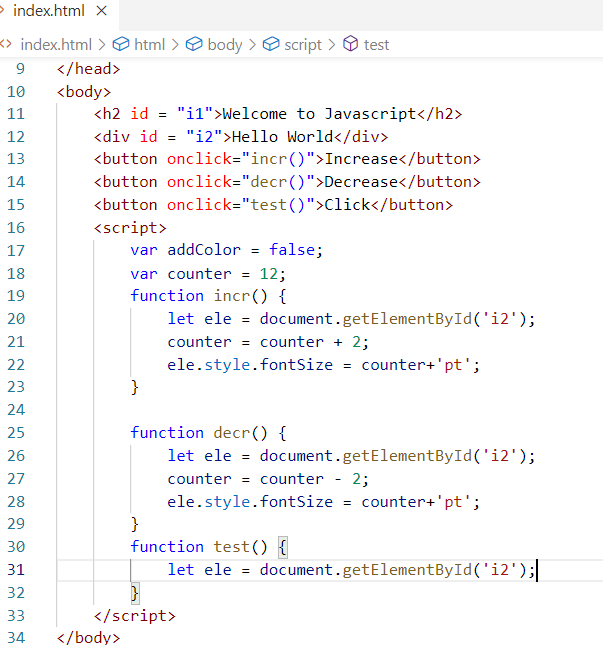 index.html ×
index.html > html > body > script > test
9 </head>
10 <body>
11 <h2 id = "i1">Welcome to Javascript</h2>
12 <div id = "i2">Hello World</div>
13 <button onclick="incr()">Increase</button>
14 <button onclick="decr()">Decrease</button>
15 <button onclick="test()">Click</button>
16 <script>
17 var addColor = false;
18 var counter = 12;
19 function incr() {
20 let ele = document.getElementById('i2');
21 counter = counter + 2;
22 ele.style.fontSize = counter+'pt';
23 }
24
25 function decr() {
26 let ele = document.getElementById('i2');
27 counter = counter - 2;
28 ele.style.fontSize = counter+'pt';
29 }
30 function test() {
31 let ele = document.getElementById('i2');
32 }
33 </script>
34 </body>